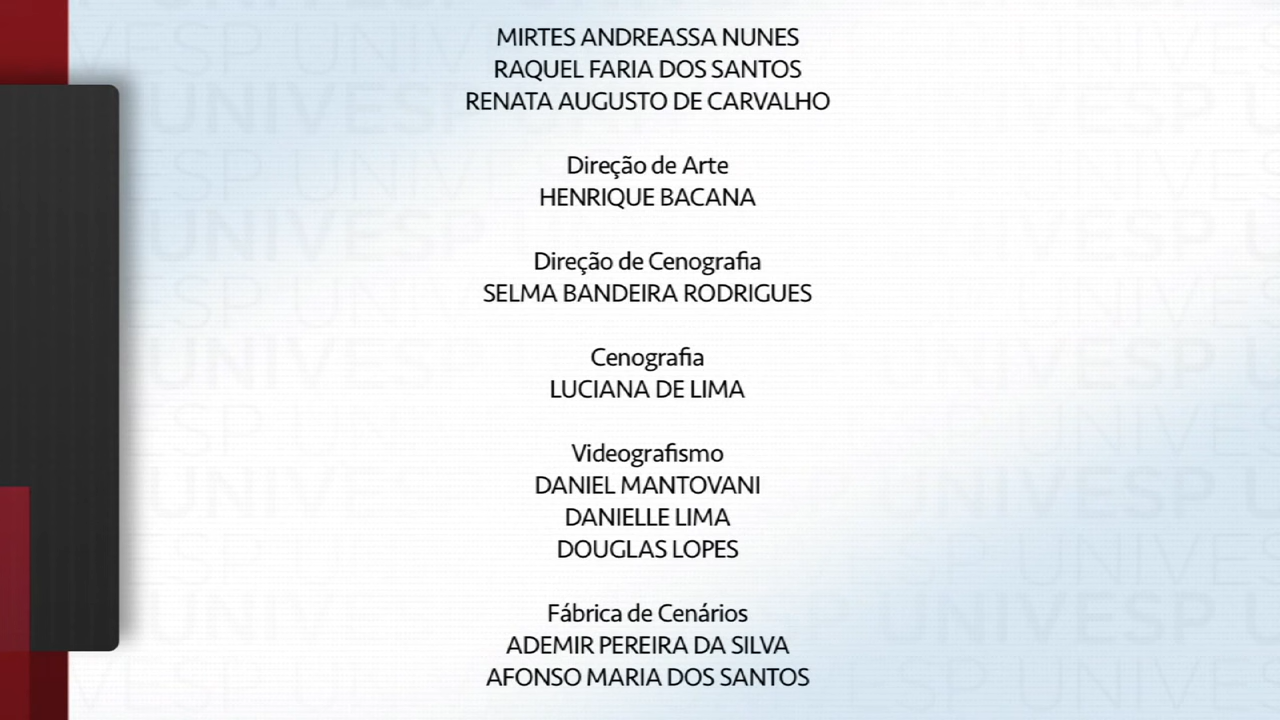 MIRTES ANDREASSA NUNES
RAQUEL FARIA DOS SANTOS
RENATA AUGUSTO DE CARVALHO
Direção de Arte
HENRIQUE BACANA
Direção de Cenografia
SELMA BANDEIRA RODRIGUES
Cenografia
LUCIANA DE LIMA
Videografismo
DANIEL MANTOVANI
DANIELLE LIMA
DOUGLAS LOPES
Fábrica de Cenários
ADEMIR PEREIRA DA SILVA
AFONSO MARIA DOS SANTOS